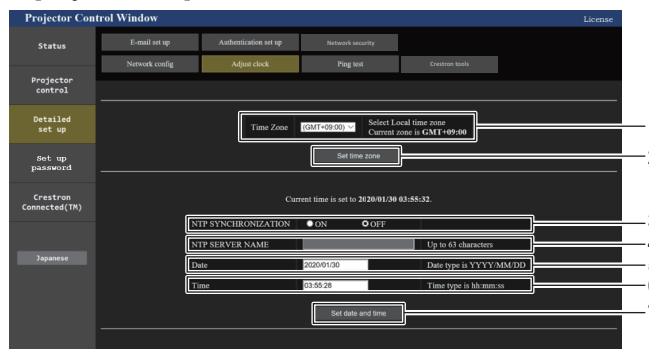 Projector Control Window
License
Status
E-mail set up
Authentication set up
Network security
Network config
Adjust clock
Ping test
Crestron tools
Projector
control
Detailed
set up
Set up
password
Crestron
Connected(TM)
Japanese
Time Zone
(GMT+09:00)
Select Local time zone
Current zone is GMT+09:00
Set time zone
Current time is set to 2020/01/30 03:55:32.
NTP SYNCHRONIZATION ON OFF
NTP SERVER NAME Up to 63 characters
Date 2020/01/30 Date type is YYYY/MM/DD
Time 03:55:28 Time type is hh:mm:ss
Set date and time